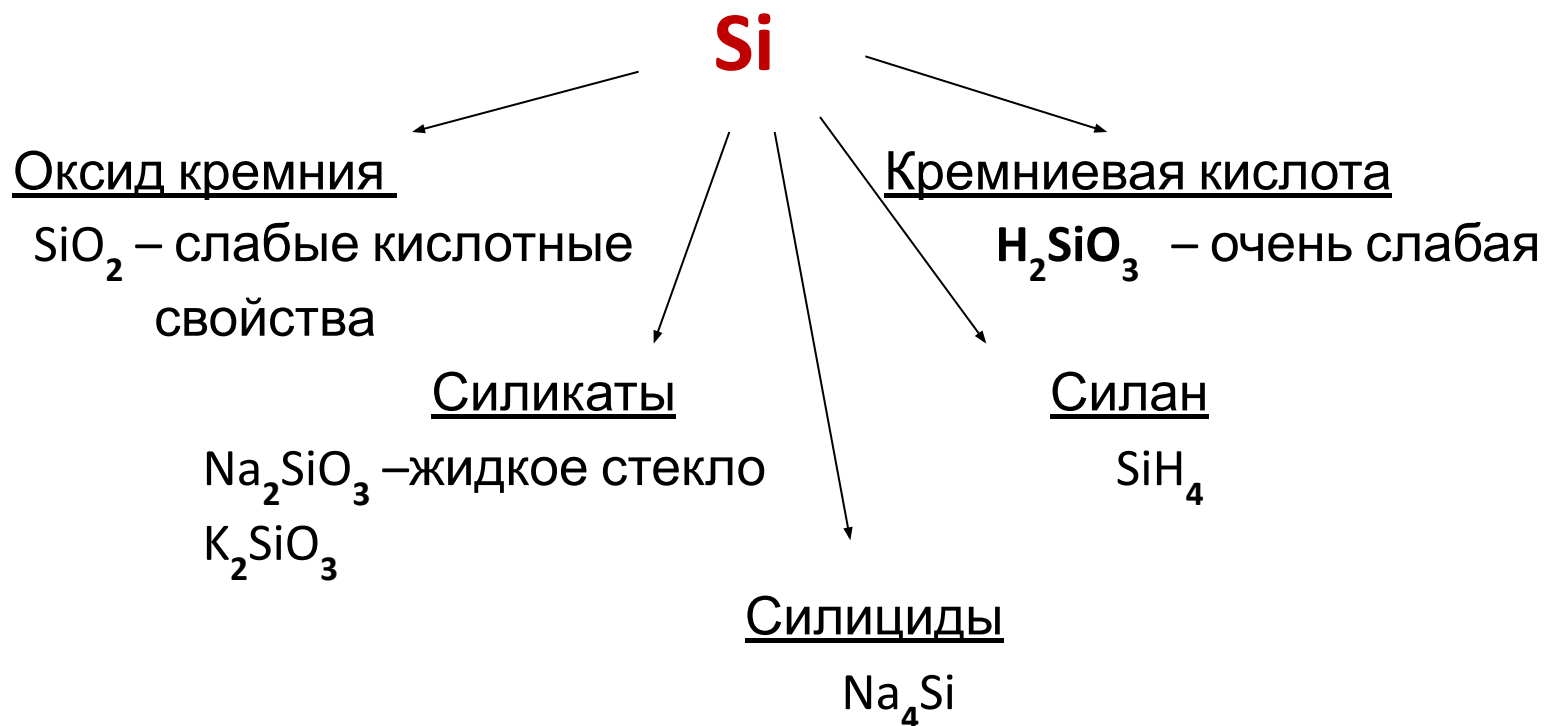 Si
Оксид кремния
Кремниевая кислота
SiO₂ – слабые кислотные
свойства
H₂SiO₃ – очень слабая
Силикаты
Силан
Na₂SiO₃ –жидкое стекло
K₂SiO₃
SiH₄
Силициды
Na₄Si